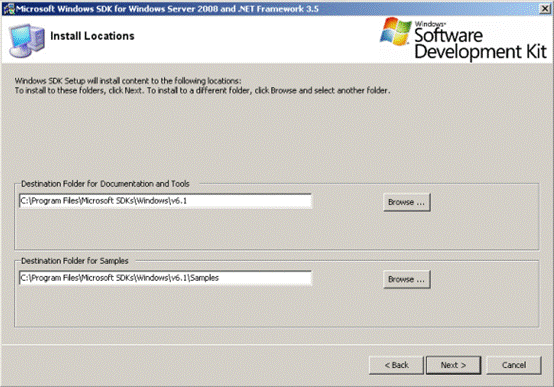 Microsoft Windows SDK for Windows Server 2008 and .NET Framework 3.5
Install Locations
Windows
Software
Development Kit
Windows SDK Setup will install content to the following locations:
To install to these folders, click Next. To install to a different folder, click Browse and select another folder.
Destination Folder for Documentation and Tools
C:\Program Files\Microsoft SDKs\Windows\v6.1
Browse ...
Destination Folder for Samples
C:\Program Files\Microsoft SDKs\Windows\v6.1\Samples
Browse ...
< Back
Next >
Cancel